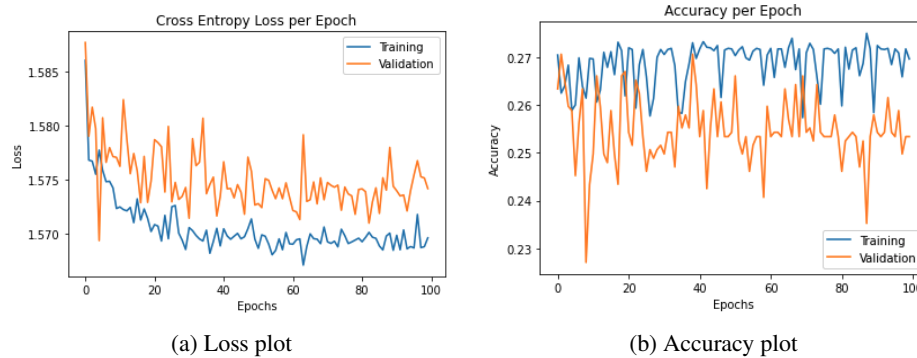 Cross Entropy Loss per Epoch
Training
Validation
1.585
1.580
1.575
1.570
Loss
0
20
40
60
80
100
Epochs
(a) Loss plot
Accuracy per Epoch
0.27
0.26
0.25
0.24
0.23
Accuracy
Training
Validation
0
20
40
60
80
100
Epochs
(b) Accuracy plot